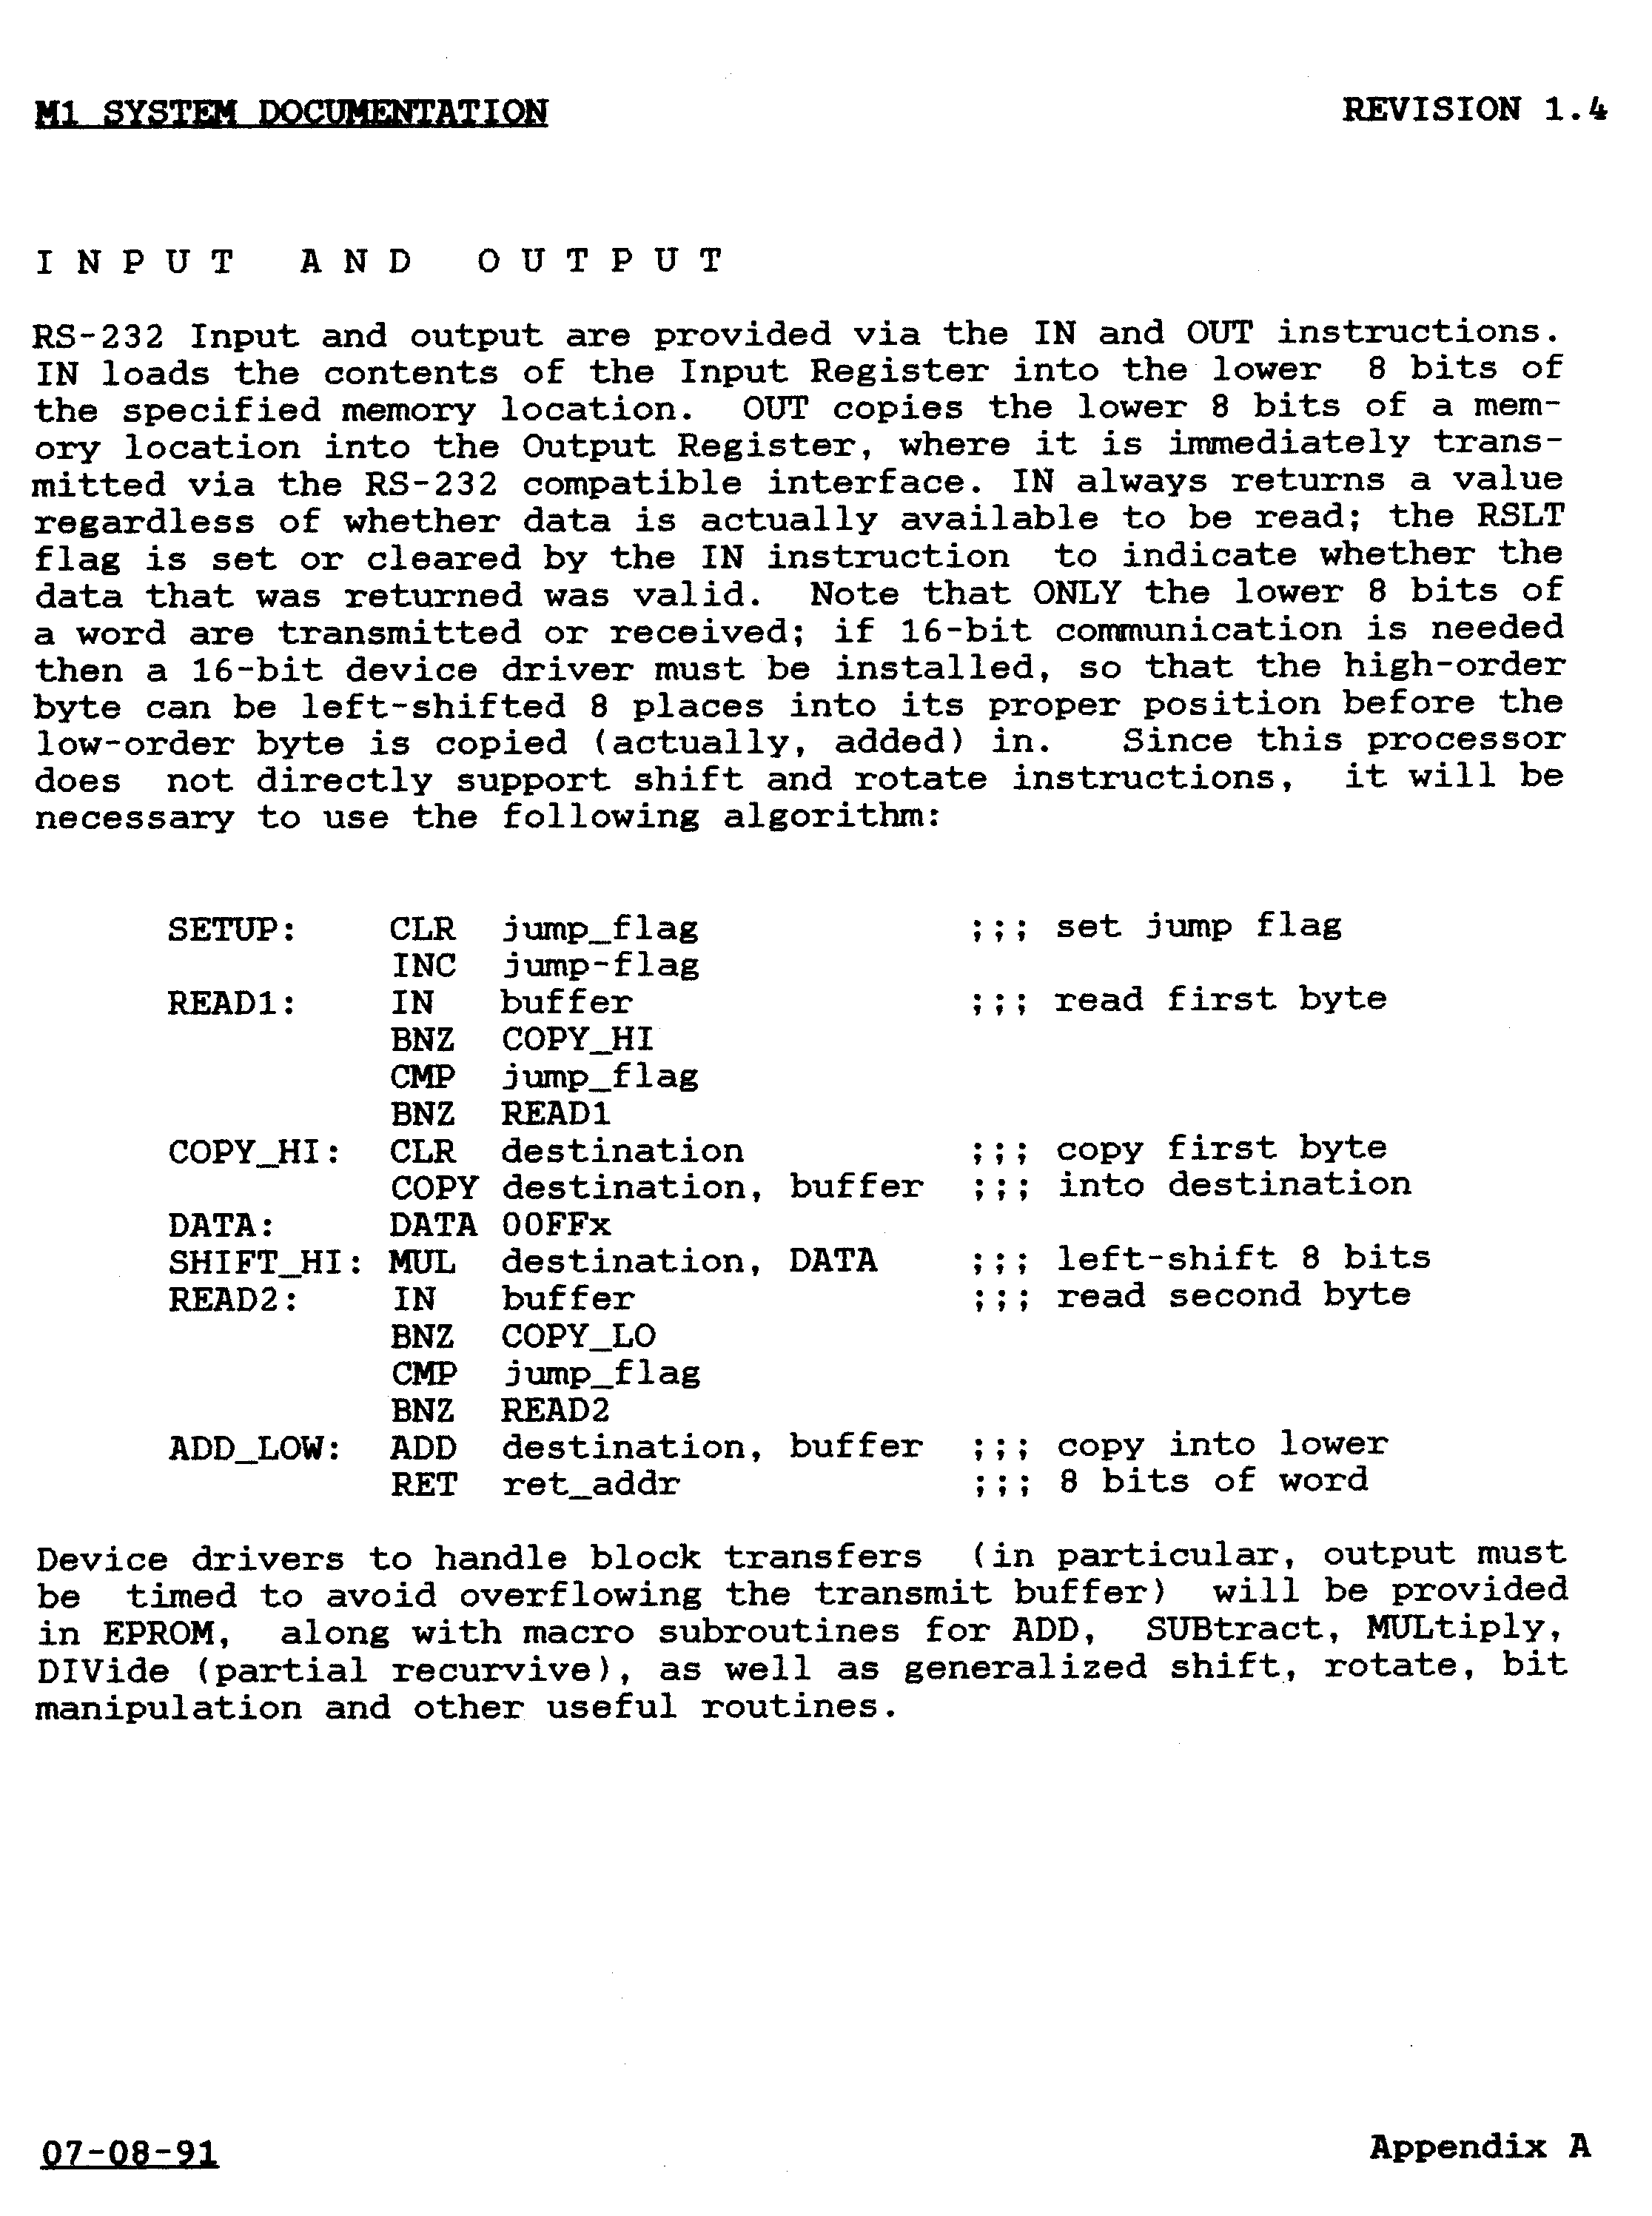 M1 SYSTEM DOCUMENTATION REVISION 1.4
I N P U T  A N D  O U T P U T
RS-232 Input and output are provided via the IN and OUT instructions.
IN loads the contents of the Input Register into the lower 8 bits of
the specified memory location. OUT copies the lower 8 bits of a mem-
ory location into the Output Register, where it is immediately trans-
mitted via the RS-232 compatible interface. IN always returns a value
regardless of whether data is actually available to be read; the RSLT
flag is set or cleared by the IN instruction to indicate whether the
data that was returned was valid. Note that ONLY the lower 8 bits of
a word are transmitted or received; if 16-bit communication is needed
then a 16-bit device driver must be installed, so that the high-order
byte can be left-shifted 8 places into its proper position before the
low-order byte is copied (actually, added) in. Since this processor
does not directly support shift and rotate instructions, it will be
necessary to use the following algorithm:
SETUP: CLR jump_flag ;;; set jump flag
INC jump-flag
READ1: IN buffer ;;; read first byte
BNZ COPY_HI
CMP jump_flag
BNZ READ1
COPY_HI: CLR destination ;;; copy first byte
COPY destination, buffer ;;; into destination
DATA: DATA 00FFx
SHIFT_HI: MUL destination, DATA ;;; left-shift 8 bits
READ2: IN buffer ;;; read second byte
BNZ COPY_LO
CMP jump_flag
BNZ READ2
ADD_LOW: ADD destination, buffer ;;; copy into lower
RET ret_addr ;;; 8 bits of word
Device drivers to handle block transfers (in particular, output must
be timed to avoid overflowing the transmit buffer) will be provided
in EPROM, along with macro subroutines for ADD, SUBtract, MULtiply,
DIVide (partial recurvive), as well as generalized shift, rotate, bit
manipulation and other useful routines.
07-08-91 Appendix A